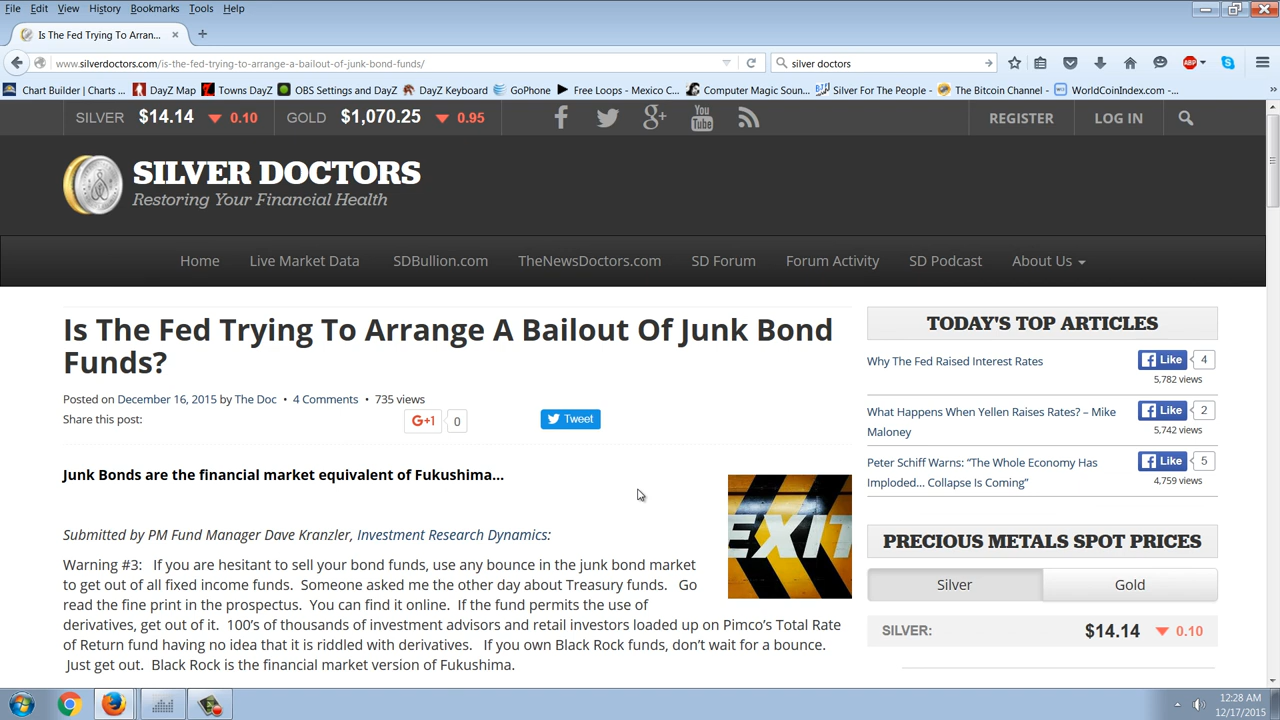 File Edit View History Bookmarks Tools Help
Is The Fed Trying To Arran...
www.silverdoctors.com/is-the-fed-trying-to-arrange-a-bailout-of-junk-bond-funds/
silver doctors
ABP
Chart Builder | Charts ... DayZ Map Towns DayZ OBS Settings and DayZ DayZ Keyboard GoPhone Free Loops - Mexico C... Computer Magic Soun... Silver For The People - ... The Bitcoin Channel - ... WorldCoinIndex.com - ...
SILVER $14.14 0.10 GOLD $1,070.25 0.95 You Tube REGISTER LOG IN
SILVER DOCTORS
Restoring Your Financial Health
Home Live Market Data SDBullion.com TheNewsDoctors.com SD Forum Forum Activity SD Podcast About Us
Is The Fed Trying To Arrange A Bailout Of Junk Bond
Funds?
Posted on December 16, 2015 by The Doc • 4 Comments • 735 views
Share this post: G+1 0 Tweet
Junk Bonds are the financial market equivalent of Fukushima...
EXIT
Submitted by PM Fund Manager Dave Kranzler, Investment Research Dynamics:
Warning #3: If you are hesitant to sell your bond funds, use any bounce in the junk bond market
to get out of all fixed income funds. Someone asked me the other day about Treasury funds. Go
read the fine print in the prospectus. You can find it online. If the fund permits the use of
derivatives, get out of it. 100's of thousands of investment advisors and retail investors loaded up on Pimco's Total Rate
of Return fund having no idea that it is riddled with derivatives. If you own Black Rock funds, don't wait for a bounce.
Just get out. Black Rock is the financial market version of Fukushima.
TODAY'S TOP ARTICLES
Why The Fed Raised Interest Rates Like 4
5,782 views
What Happens When Yellen Raises Rates? – Mike Like 2
Maloney 5,742 views
Peter Schiff Warns: “The Whole Economy Has Like 5
Imploded... Collapse Is Coming” 4,759 views
PRECIOUS METALS SPOT PRICES
Silver Gold
SILVER: $14.14 0.10
12:28 AM
12/17/2015